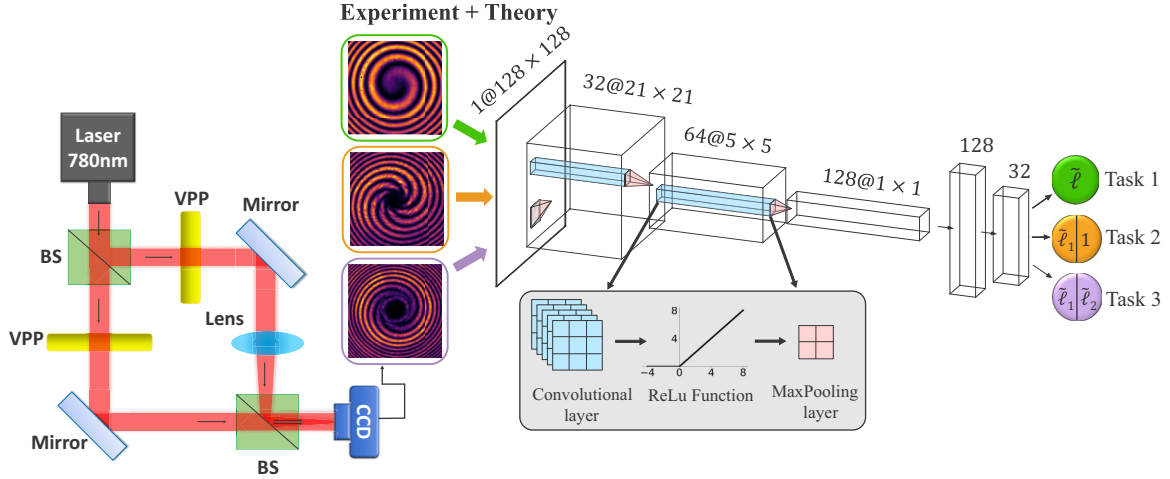 Experiment + Theory
Laser
780nm
VPP
Mirror
BS
VPP
Lens
Mirror
BS
CCD
1@128 × 128
32@21 × 21
64@5 × 5
128@1 × 1
128
32
ℓ̃
Task 1
ℓ̃₁ 1
Task 2
ℓ̃₁ ℓ̃₂
Task 3
8
4
0
−4 0 4 8
Convolutional
layer
ReLu Function
MaxPooling
layer